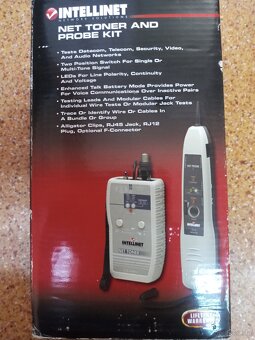 INTELLINET
NETWORK SOLUTIONS
NET TONER AND
PROBE KIT
• Tests Datacom, Telecom, Security, Video,
And Audio Networks
• Two Position Switch For Single Or
Multi-Tone Signal
• LEDs For Line Polarity, Continuity
And Voltage
• Enhanced Talk Battery Mode Provides Power
For Voice Communications Over Inactive Pairs
• Testing Leads And Modular Cables For
Individual Wire Tests Or Modular Jack Tests
• Trace Or Identify Wire Or Cables In
A Bundle Or Group
• Alligator Clips, RJ45 Jack, RJ12
Plug, Optional F-Connector
INTELLINET
NET TONER
LIFETIME
WARRANTY